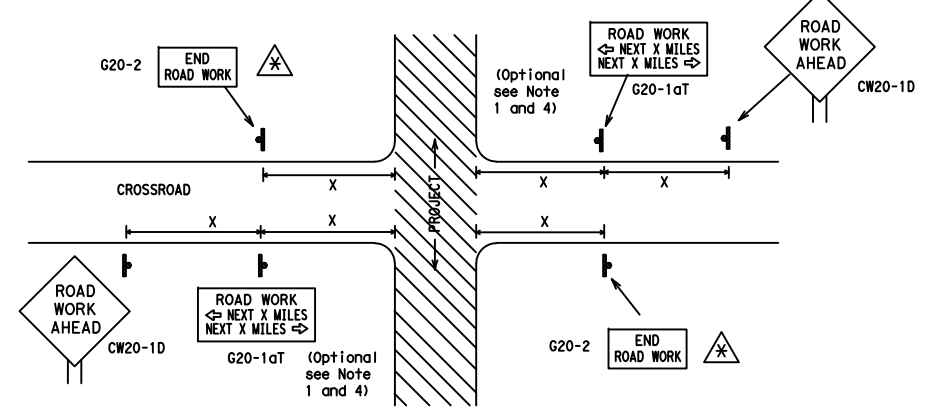 ROAD
WORK
AHEAD
CW20-1D
ROAD WORK
⇦ NEXT X MILES
NEXT X MILES ⇨
G20-1aT
(Optional
see Note
1 and 4)
G20-2
END
ROAD WORK
*
X
X
X
CROSSROAD
PROJECT
X
X
X
ROAD
WORK
AHEAD
CW20-1D
ROAD WORK
⇦ NEXT X MILES
NEXT X MILES ⇨
G20-1aT
(Optional
see Note
1 and 4)
G20-2
END
ROAD WORK
*